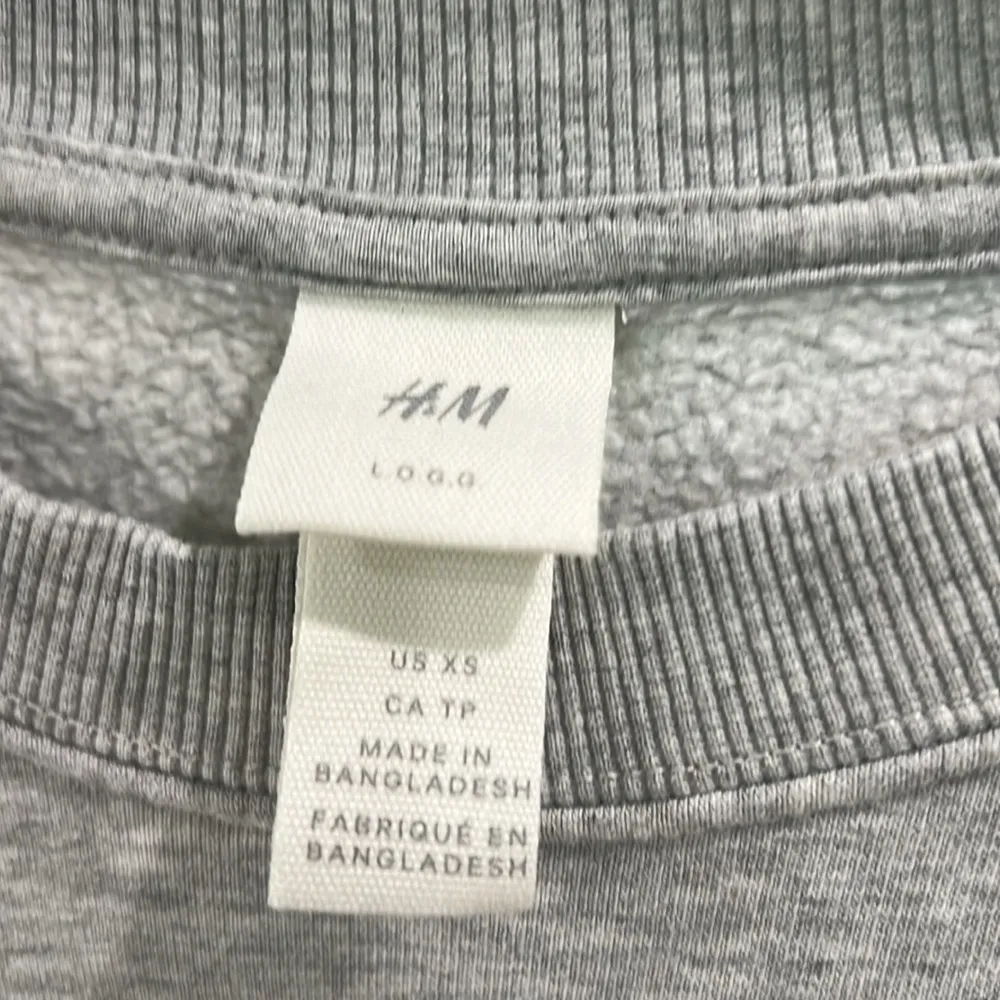 H&M
L.O.G.G
US XS
CA TP
MADE IN
BANGLADESH
FABRIQUÉ EN
BANGLADESH